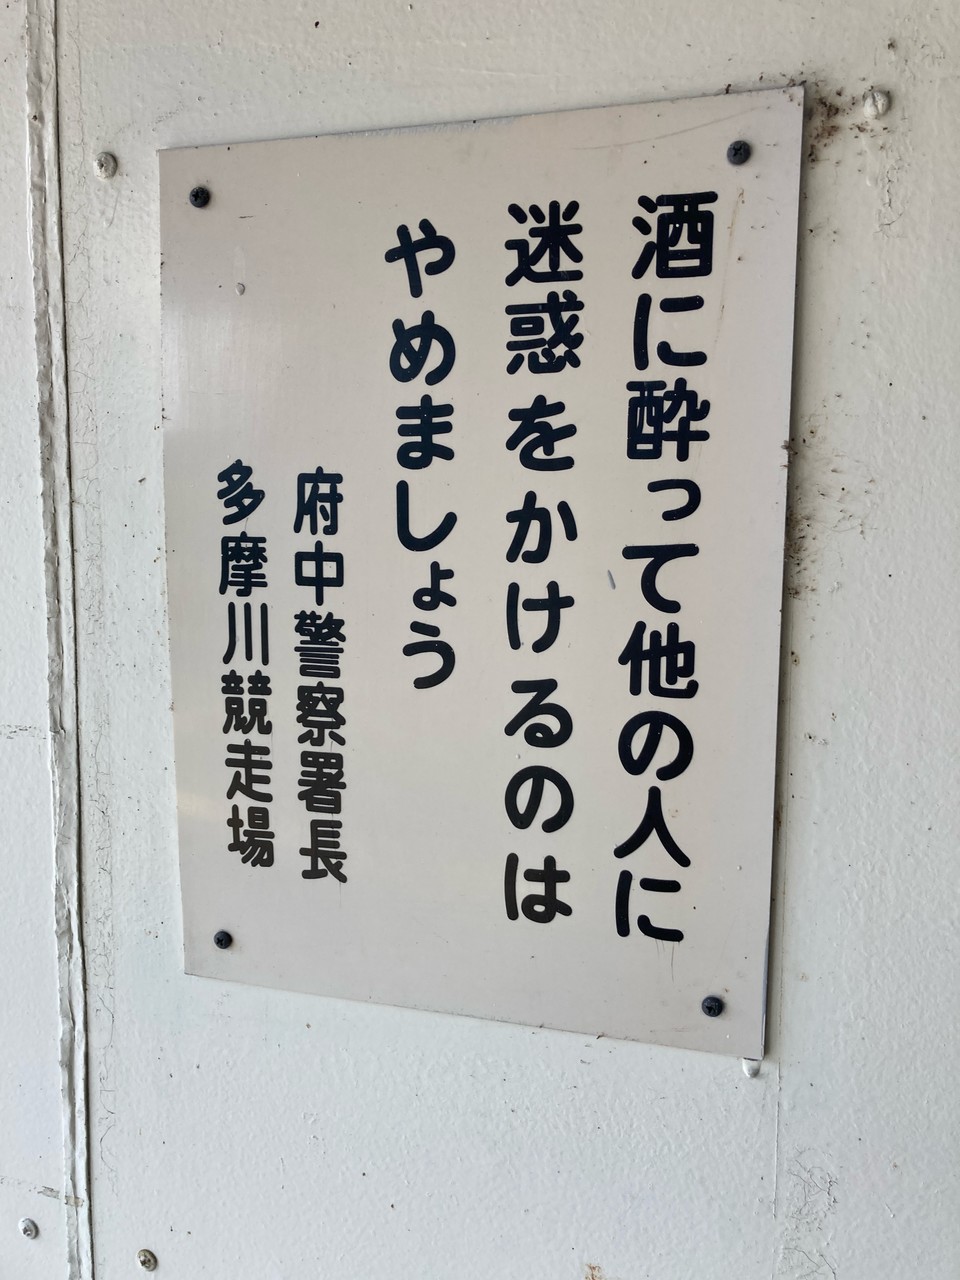 酒に酔って他の人に
迷惑をかけるのは
やめましょう
府中警察署長
多摩川競走場